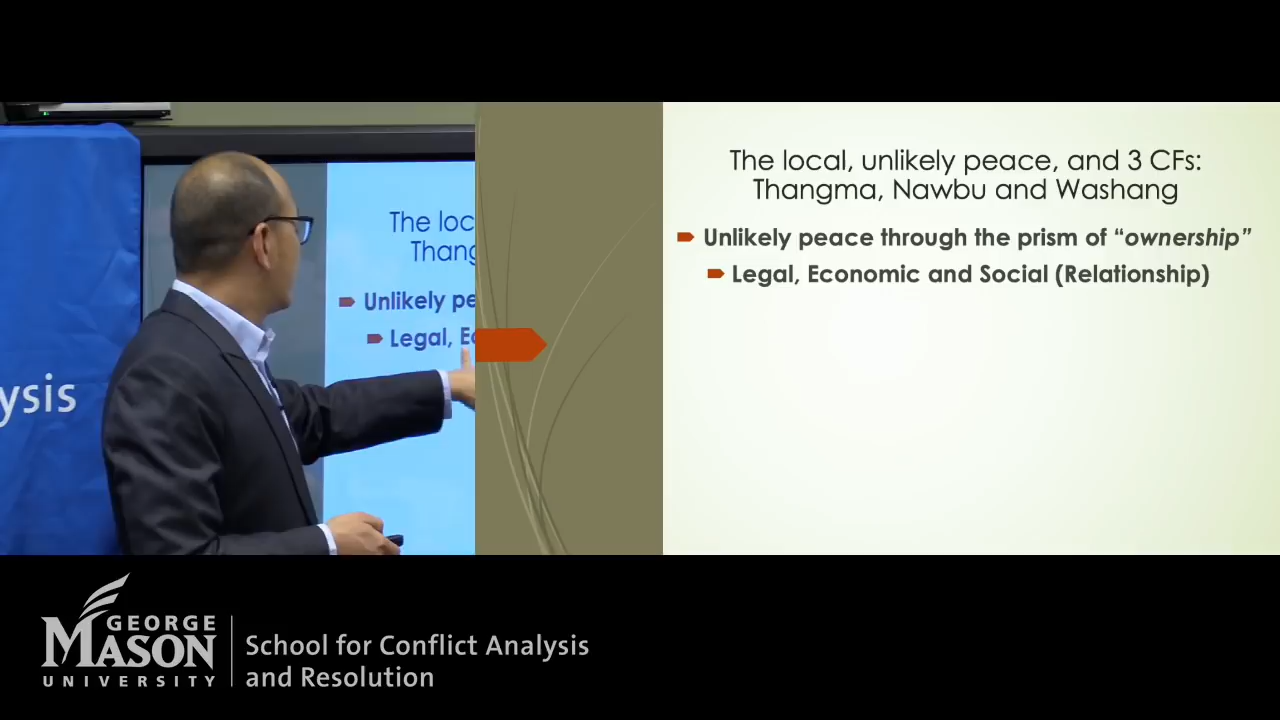 ysis
The loc
Thang
Unlikely pe
Legal, Ec
The local, unlikely peace, and 3 CFs:
Thangma, Nawbu and Washang
Unlikely peace through the prism of “ownership”
Legal, Economic and Social (Relationship)
GEORGE
MASON
UNIVERSITY
School for Conflict Analysis
and Resolution